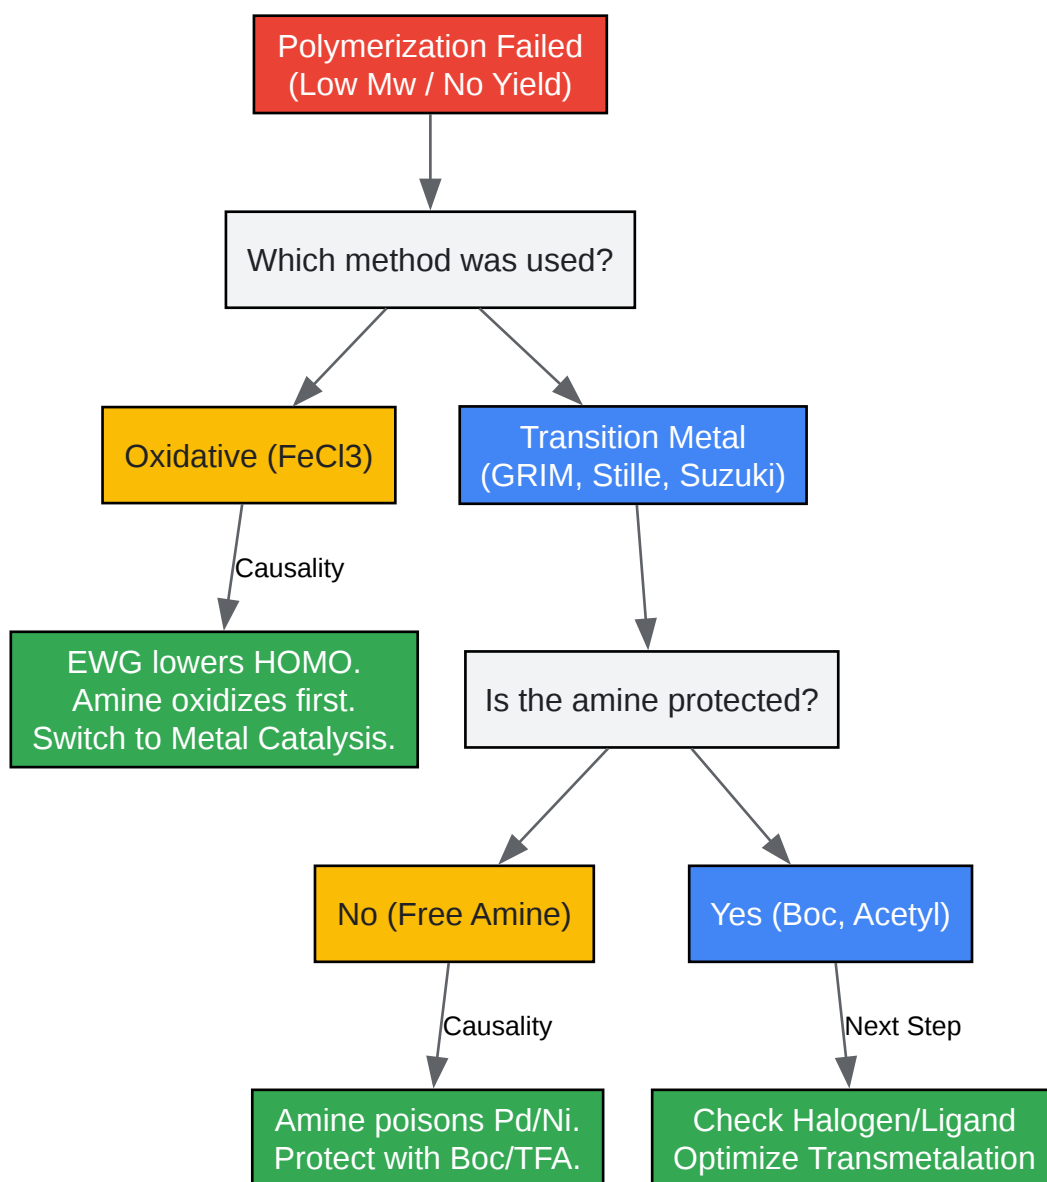 Polymerization Failed
(Low Mw / No Yield)
Which method was used?
Oxidative (FeCl3)
Transition Metal
(GRIM, Stille, Suzuki)
Causality
EWG lowers HOMO.
Amine oxidizes first.
Switch to Metal Catalysis.
Is the amine protected?
No (Free Amine)
Yes (Boc, Acetyl)
Causality
Next Step
Amine poisons Pd/Ni.
Protect with Boc/TFA.
Check Halogen/Ligand
Optimize Transmetalation